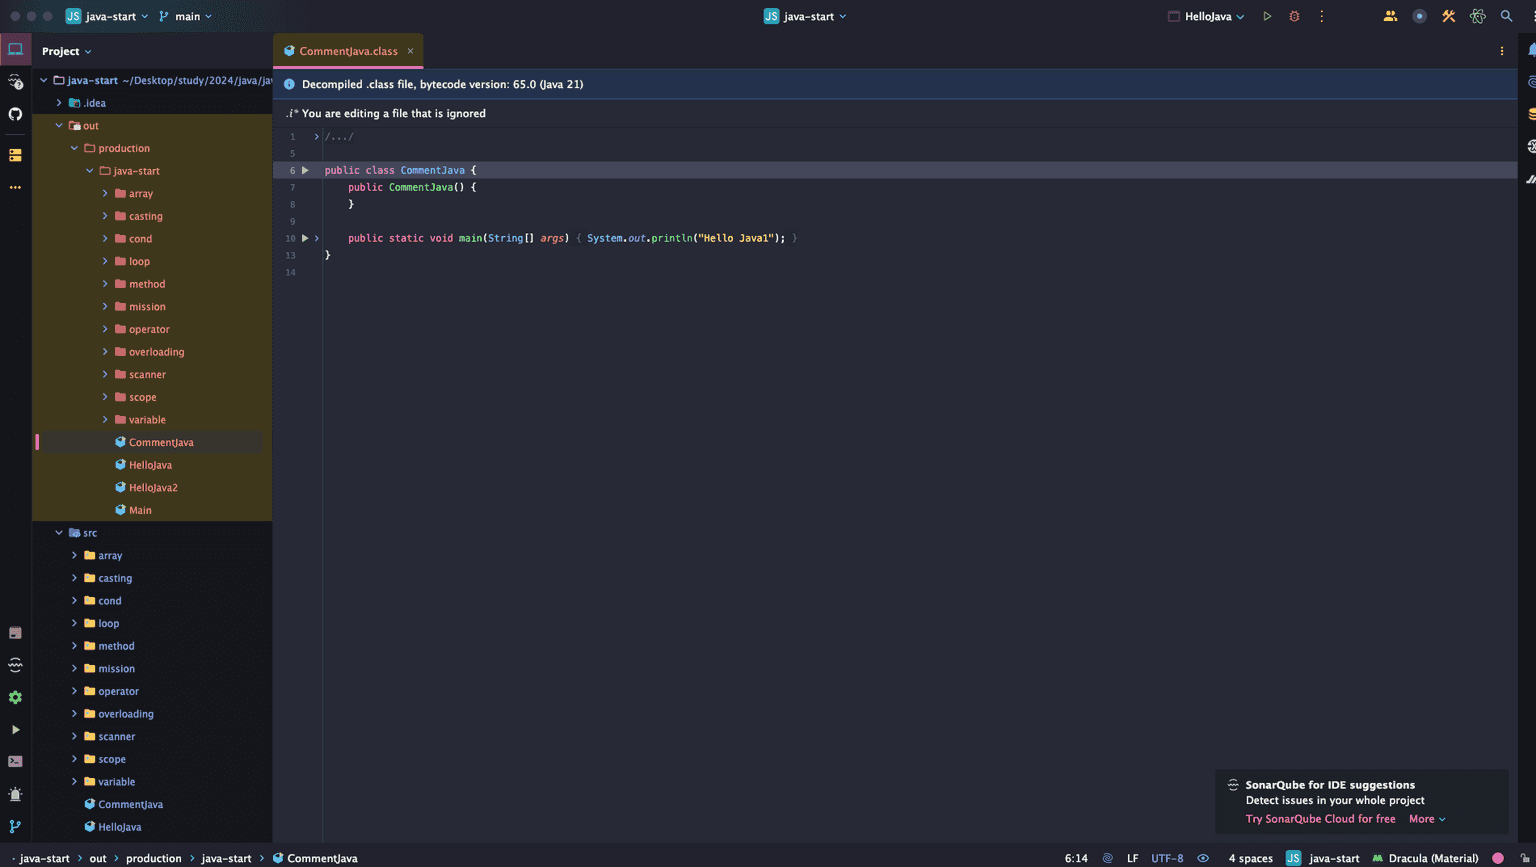 JS java-start main
JS java-start
HelloJava
Project
CommentJava.class
java-start ~/Desktop/study/2024/java/jav
.idea
out
production
java-start
array
casting
cond
loop
method
mission
operator
overloading
scanner
scope
variable
CommentJava
HelloJava
HelloJava2
Main
src
array
casting
cond
loop
method
mission
operator
overloading
scanner
scope
variable
CommentJava
HelloJava
Decompiled .class file, bytecode version: 65.0 (Java 21)
.i* You are editing a file that is ignored
1 /.../
5
6 public class CommentJava {
7 public CommentJava() {
8 }
9
10 public static void main(String[] args) { System.out.println("Hello Java1"); }
13 }
14
SonarQube for IDE suggestions
Detect issues in your whole project
Try SonarQube Cloud for free More
java-start > out > production > java-start > CommentJava
6:14 LF UTF-8 4 spaces JS java-start Dracula (Material)